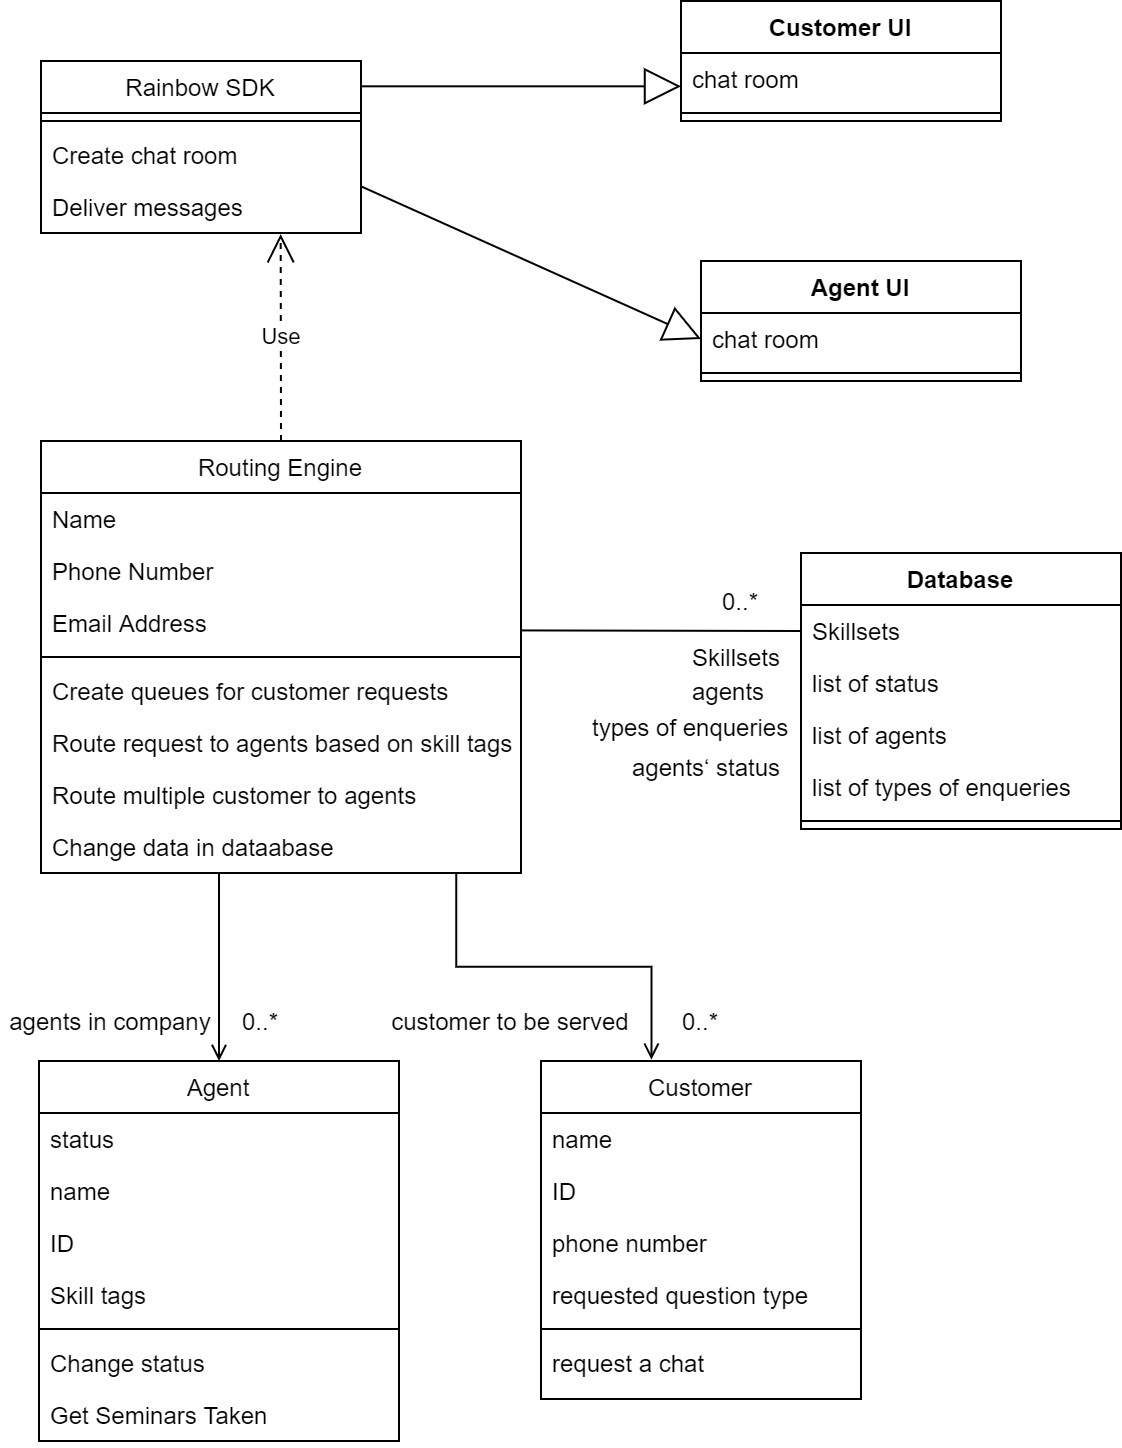 Customer UI
chat room
Rainbow SDK
Create chat room
Deliver messages
Agent UI
chat room
Use
Routing Engine
Name
Phone Number
Email Address
Create queues for customer requests
Route request to agents based on skill tags
Route multiple customer to agents
Change data in dataabase
0..*
Skillsets
agents
types of enqueries
agents‘ status
Database
Skillsets
list of status
list of agents
list of types of enqueries
agents in company
0..*
customer to be served
0..*
Agent
status
name
ID
Skill tags
Change status
Get Seminars Taken
Customer
name
ID
phone number
requested question type
request a chat